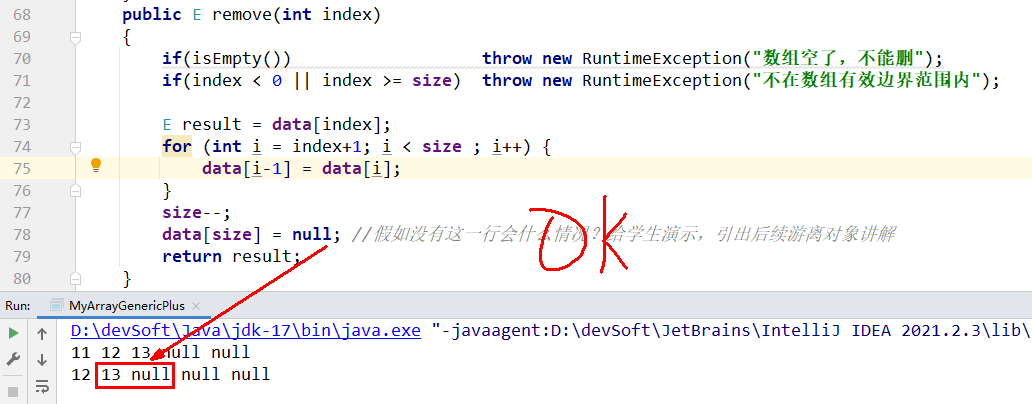 68 public E remove(int index)
69 {
70 if(isEmpty()) throw new RuntimeException("数组空了，不能删");
71 if(index < 0 || index >= size) throw new RuntimeException("不在数组有效边界范围内");
72
73 E result = data[index];
74 for (int i = index+1; i < size ; i++) {
75 data[i-1] = data[i];
76 }
77 size--;
78 data[size] = null; //假如没有这一行会什么情况？给学生演示，引出后续游离对象讲解
79 return result;
80 }
OK
Run: MyArrayGenericPlus ×
D:\devSoft\Java\jdk-17\bin\java.exe "-javaagent:D:\devSoft\JetBrains\IntelliJ IDEA 2021.2.3\lib\
11 12 13 null null
12 13 null null null